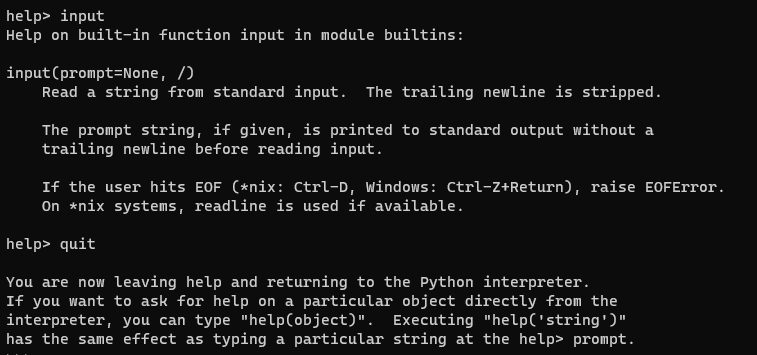 help> input
Help on built-in function input in module builtins:

input(prompt=None, /)
    Read a string from standard input.  The trailing newline is stripped.

    The prompt string, if given, is printed to standard output without a
    trailing newline before reading input.

    If the user hits EOF (*nix: Ctrl-D, Windows: Ctrl-Z+Return), raise EOFError.
    On *nix systems, readline is used if available.

help> quit

You are now leaving help and returning to the Python interpreter.
If you want to ask for help on a particular object directly from the
interpreter, you can type "help(object)".  Executing "help('string')"
has the same effect as typing a particular string at the help> prompt.